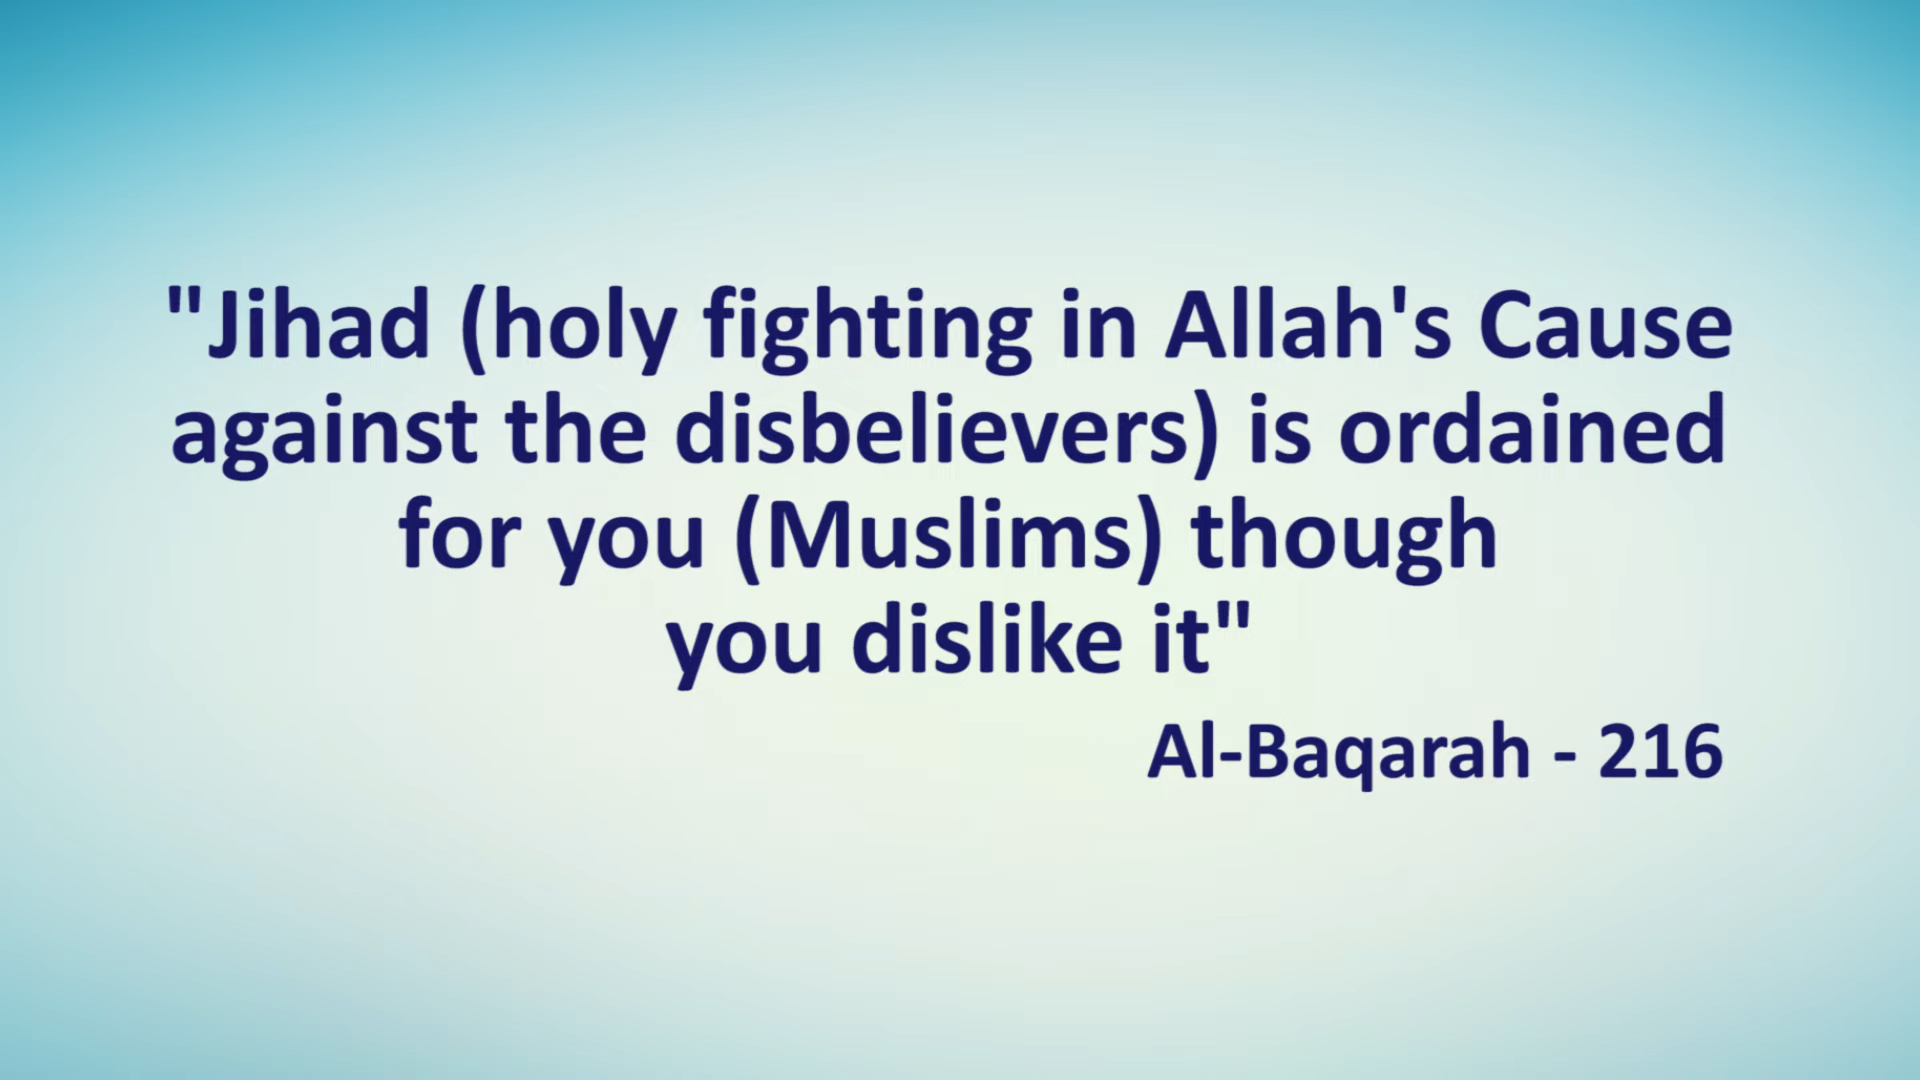 "Jihad (holy fighting in Allah's Cause
against the disbelievers) is ordained
for you (Muslims) though
you dislike it"
Al-Baqarah - 216